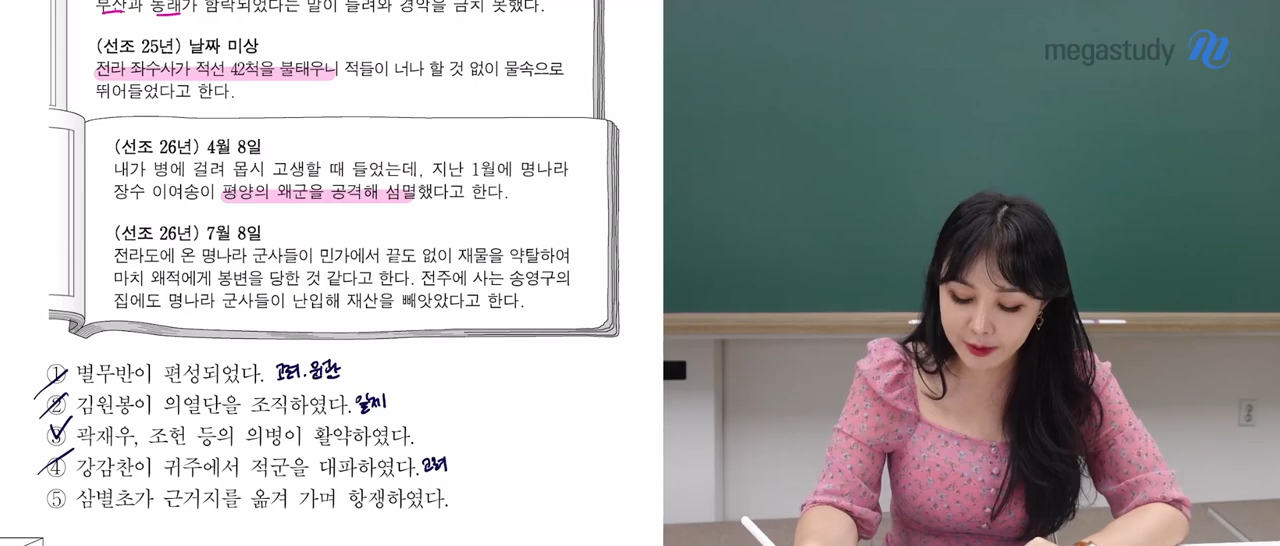 부산과 동래가 함락되었다는 말이 들려와 경악을 금치 못했다.
(선조 25년) 날짜 미상
전라 좌수사가 적선 42척을 불태우니 적들이 너나 할 것 없이 물속으로
뛰어들었다고 한다.
(선조 26년) 4월 8일
내가 병에 걸려 몹시 고생할 때 들었는데, 지난 1월에 명나라
장수 이여송이 평양의 왜군을 공격해 섬멸했다고 한다.
(선조 26년) 7월 8일
전라도에 온 명나라 군사들이 민가에서 끝도 없이 재물을 약탈하여
마치 왜적에게 봉변을 당한 것 같다고 한다. 전주에 사는 송영구의
집에도 명나라 군사들이 난입해 재산을 빼앗았다고 한다.
① 별무반이 편성되었다. 고려.윤관
② 김원봉이 의열단을 조직하였다. 일제
③ 곽재우, 조헌 등의 의병이 활약하였다.
④ 강감찬이 귀주에서 적군을 대파하였다. 고려
⑤ 삼별초가 근거지를 옮겨 가며 항쟁하였다.
megastudy